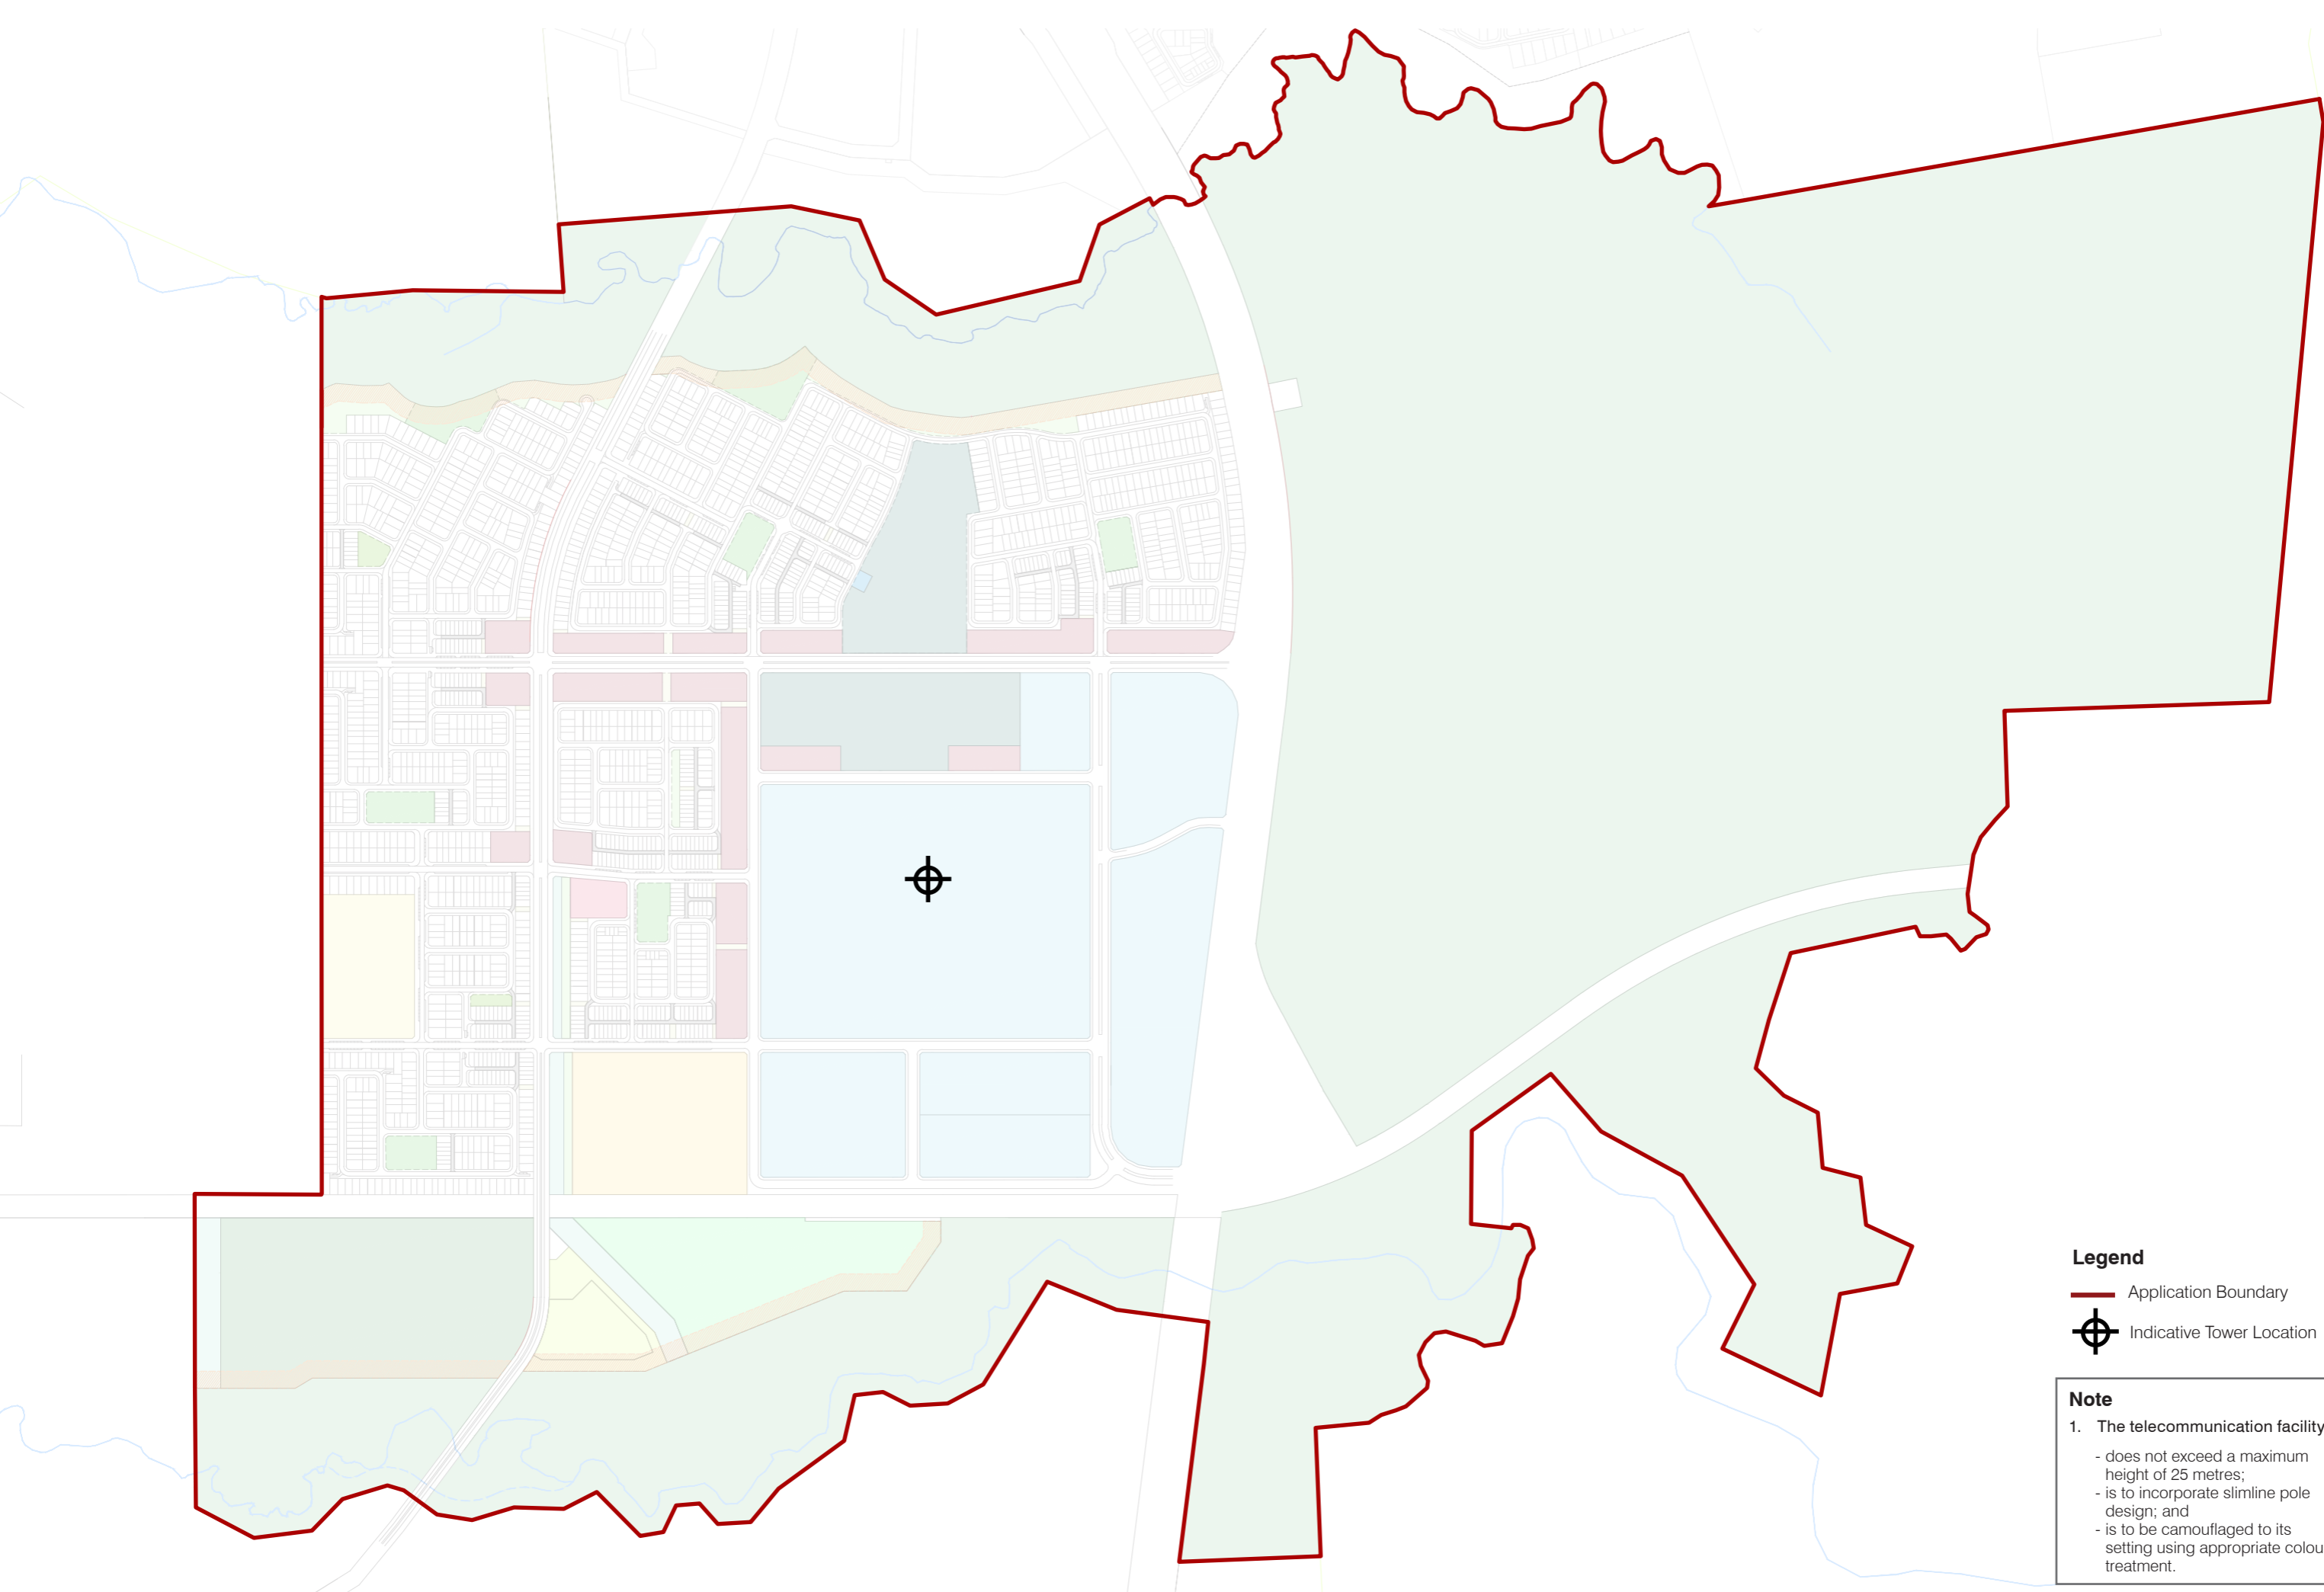 Legend
Application Boundary
Indicative Tower Location
Note
1. The telecommunication facility
- does not exceed a maximum
height of 25 metres;
- is to incorporate slimline pole
design; and
- is to be camouflaged to its
setting using appropriate colou
treatment.